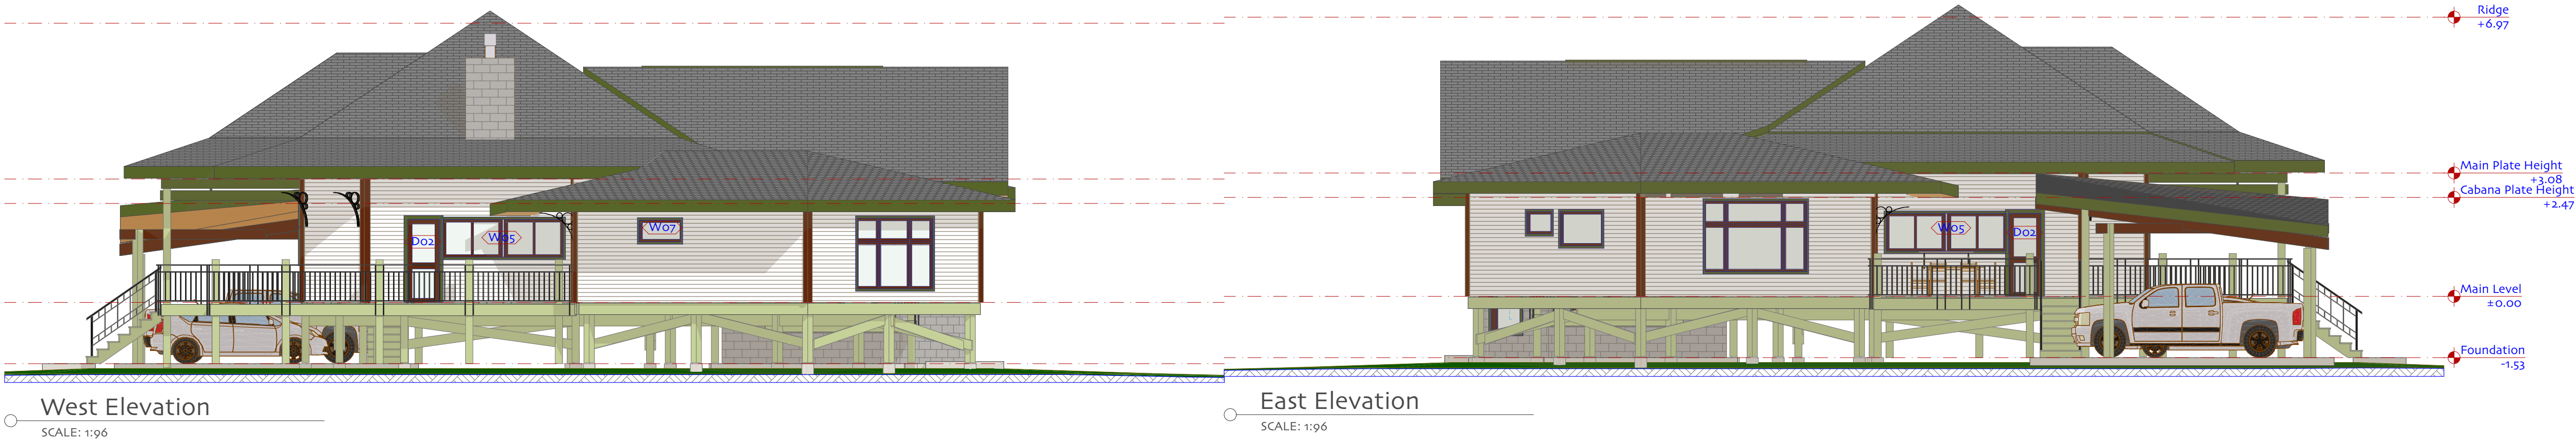 Ridge
+6.97
Main Plate Height
+3.08
Cabana Plate Height
+2.47
D02
W05
W07
W05
D02
Main Level
±0.00
Foundation
-1.53
West Elevation
SCALE: 1:96
East Elevation
SCALE: 1:96